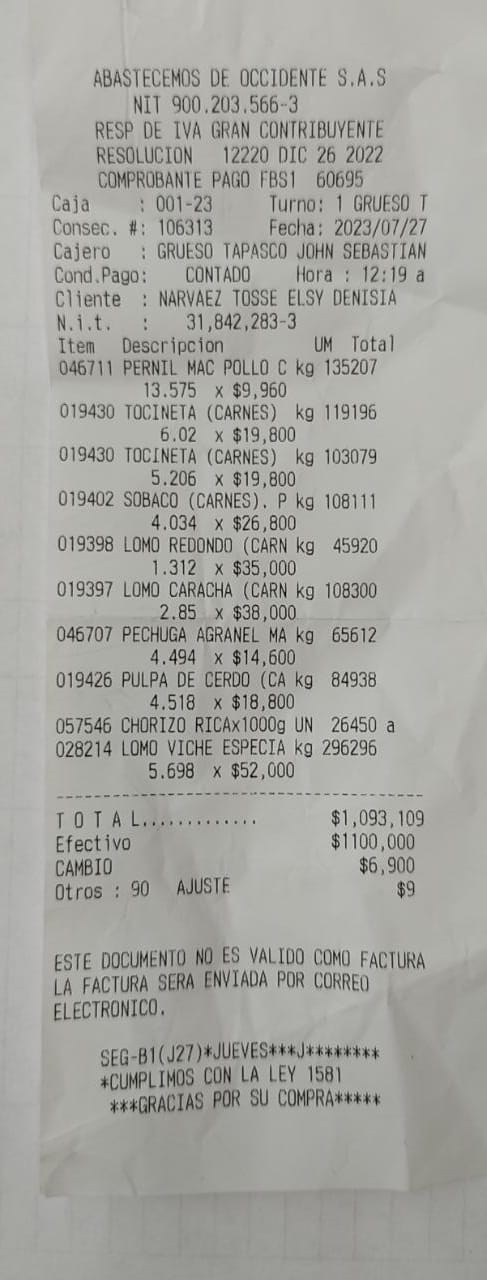 ABASTECEMOS DE OCCIDENTE S.A.S
NIT 900.203.566-3
RESP DE IVA GRAN CONTRIBUYENTE
RESOLUCION 12220 DIC 26 2022
COMPROBANTE PAGO FBS1 60695
Caja : 001-23 Turno: 1 GRUESO T
Consec. #: 106313 Fecha: 2023/07/27
Cajero : GRUESO TAPASCO JOHN SEBASTIAN
Cond.Pago: CONTADO Hora : 12:19 a
Cliente : NARVAEZ TOSSE ELSY DENISIA
N.i.t. : 31,842,283-3
Item Descripcion UM Total
046711 PERNIL MAC POLLO C kg 135207
13.575 x $9,960
019430 TOCINETA (CARNES) kg 119196
6.02 x $19,800
019430 TOCINETA (CARNES) kg 103079
5.206 x $19,800
019402 SOBACO (CARNES). P kg 108111
4.034 x $26,800
019398 LOMO REDONDO (CARN kg 45920
1.312 x $35,000
019397 LOMO CARACHA (CARN kg 108300
2.85 x $38,000
046707 PECHUGA AGRANEL MA kg 65612
4.494 x $14,600
019426 PULPA DE CERDO (CA kg 84938
4.518 x $18,800
057546 CHORIZO RICAx1000g UN 26450 a
028214 LOMO VICHE ESPECIA kg 296296
5.698 x $52,000
----------------------------------------
T O T A L............. $1,093,109
Efectivo $1100,000
CAMBIO $6,900
Otros : 90 AJUSTE $9
ESTE DOCUMENTO NO ES VALIDO COMO FACTURA
LA FACTURA SERA ENVIADA POR CORREO
ELECTRONICO.
SEG-B1(J27)*JUEVES***J********
*CUMPLIMOS CON LA LEY 1581
***GRACIAS POR SU COMPRA*****